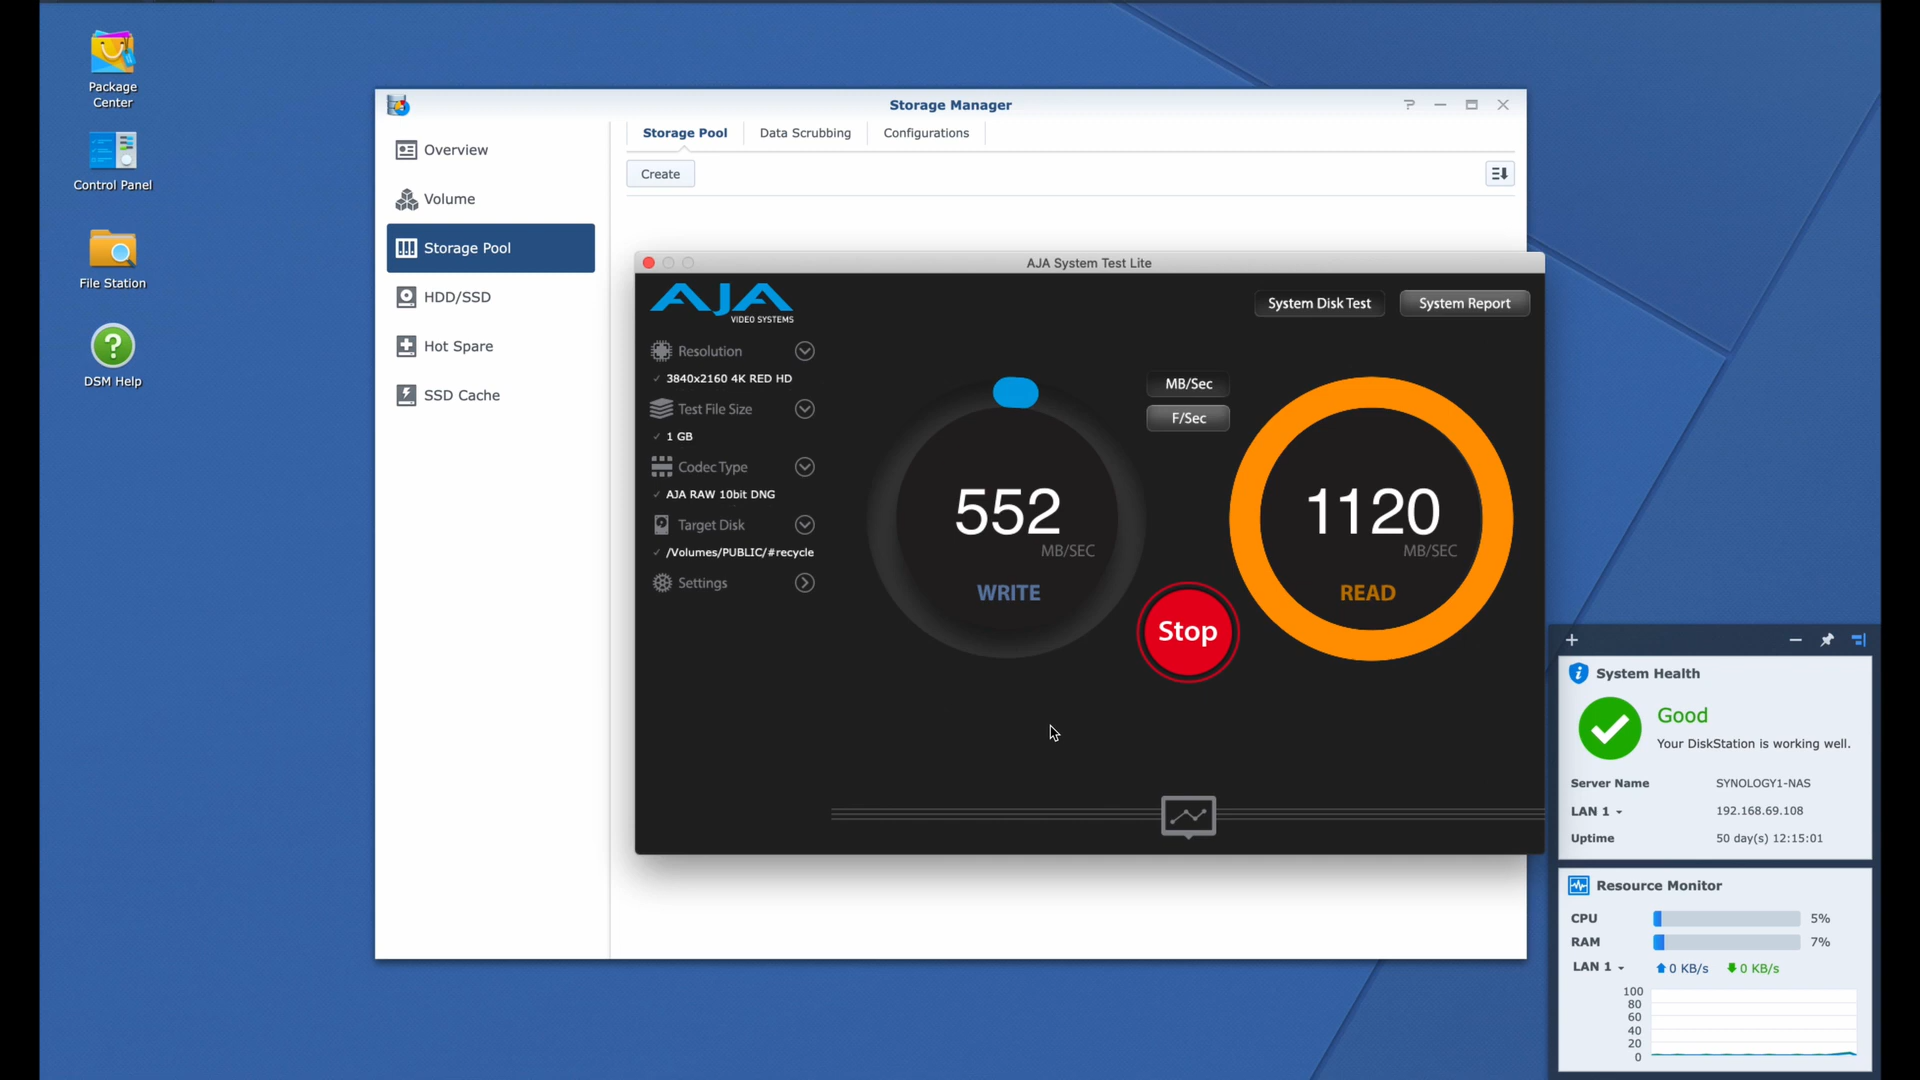 Package
Center
Control Panel
File Station
?
DSM Help
Storage Manager
?
Overview
Volume
Storage Pool
HDD/SSD
Hot Spare
SSD Cache
Storage Pool Data Scrubbing Configurations
Create
AJA System Test Lite
AJA
VIDEO SYSTEMS
System Disk Test System Report
Resolution
3840x2160 4K RED HD
Test File Size
1 GB
Codec Type
AJA RAW 10bit DNG
Target Disk
/Volumes/PUBLIC/#recycle
Settings
MB/Sec
F/Sec
552
MB/SEC
WRITE
1120
MB/SEC
READ
Stop
System Health
Good
Your DiskStation is working well.
Server Name SYNOLOGY1-NAS
LAN 1 192.168.69.108
Uptime 50 day(s) 12:15:01
Resource Monitor
CPU 5%
RAM 7%
LAN 1 0 KB/s 0 KB/s
100
80
60
40
20
0